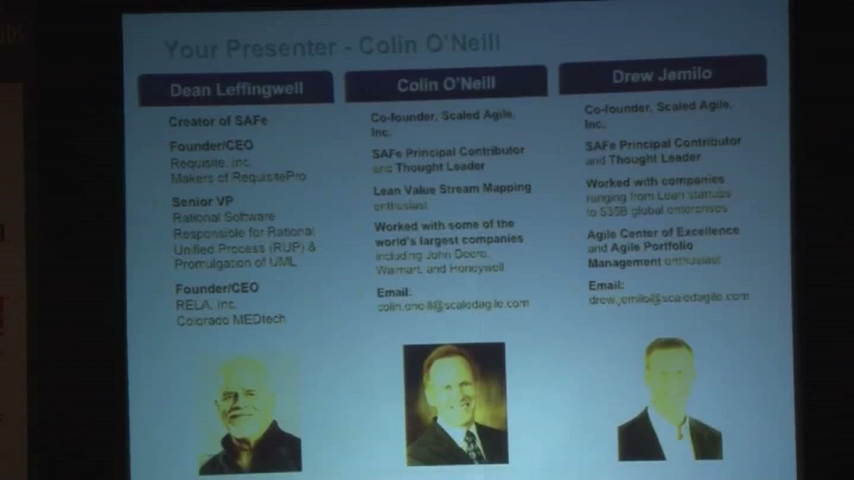 Your Presenter - Colin O'Neill
Dean Leffingwell
Creator of SAFe
Founder/CEO
Requisite, Inc.
Makers of RequisitePro
Senior VP
Rational Software
Responsible for Rational
Unified Process (RUP) &
Promulgation of UML
Founder/CEO
RELA, Inc.
Colorado MEDtech
Colin O'Neill
Co-founder, Scaled Agile,
Inc.
SAFe Principal Contributor
and Thought Leader
Lean Value Stream Mapping
enthusiast
Worked with some of the
world's largest companies
including John Deere,
Walmart, and Honeywell
Email:
colin.oneill@scaledagile.com
Drew Jemilo
Co-founder, Scaled Agile,
Inc.
SAFe Principal Contributor
and Thought Leader
Worked with companies
ranging from Lean startups
to $35B global enterprises
Agile Center of Excellence
and Agile Portfolio
Management enthusiast
Email:
drew.jemilo@scaledagile.com